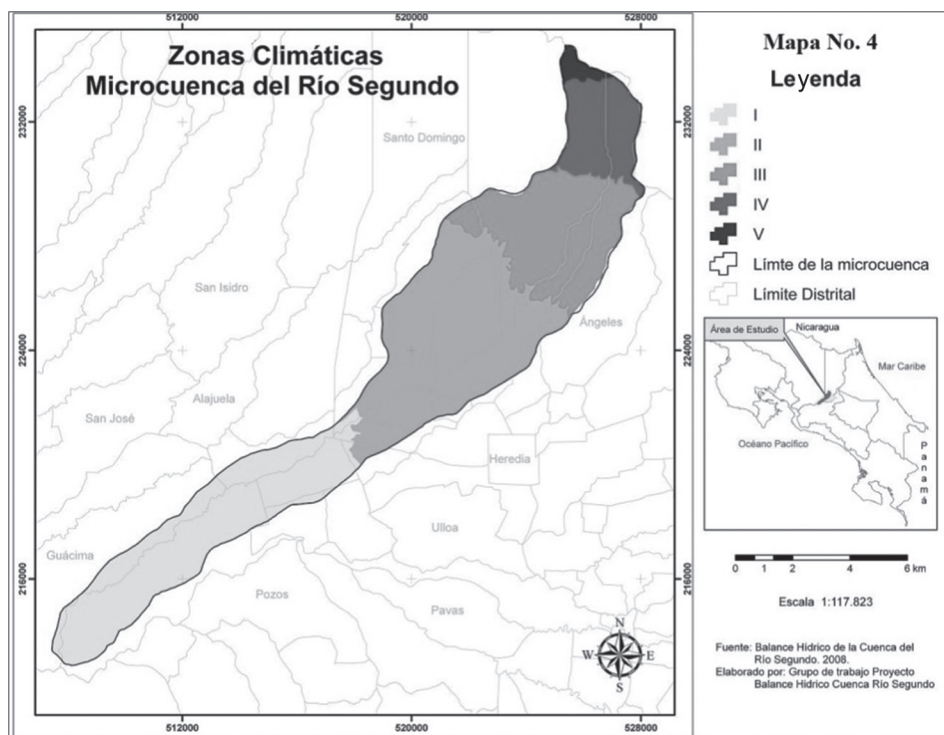 512000
520000
528000
Zonas Climáticas
Microcuenca del Río Segundo
232000
232000
Santo Domingo
San Isidro
Ángeles
224000
224000
San José
Alajuela
Heredia
Ulloa
Guácima
216000
216000
Pozos
Pavas
N
W
E
S
512000
520000
528000
Mapa No. 4
Leyenda
I
II
III
IV
V
Límte de la microcuenca
Límite Distrital
Área de Estudio
Nicaragua
Mar Caribe
Océano Pacífico
Panamá
0 1 2 4 6 km
Escala 1:117.823
Fuente: Balance Hídrico de la Cuenca del
Río Segundo. 2008.
Elaborado por: Grupo de trabajo Proyecto
Balance Hidrico Cuenca Río Segundo